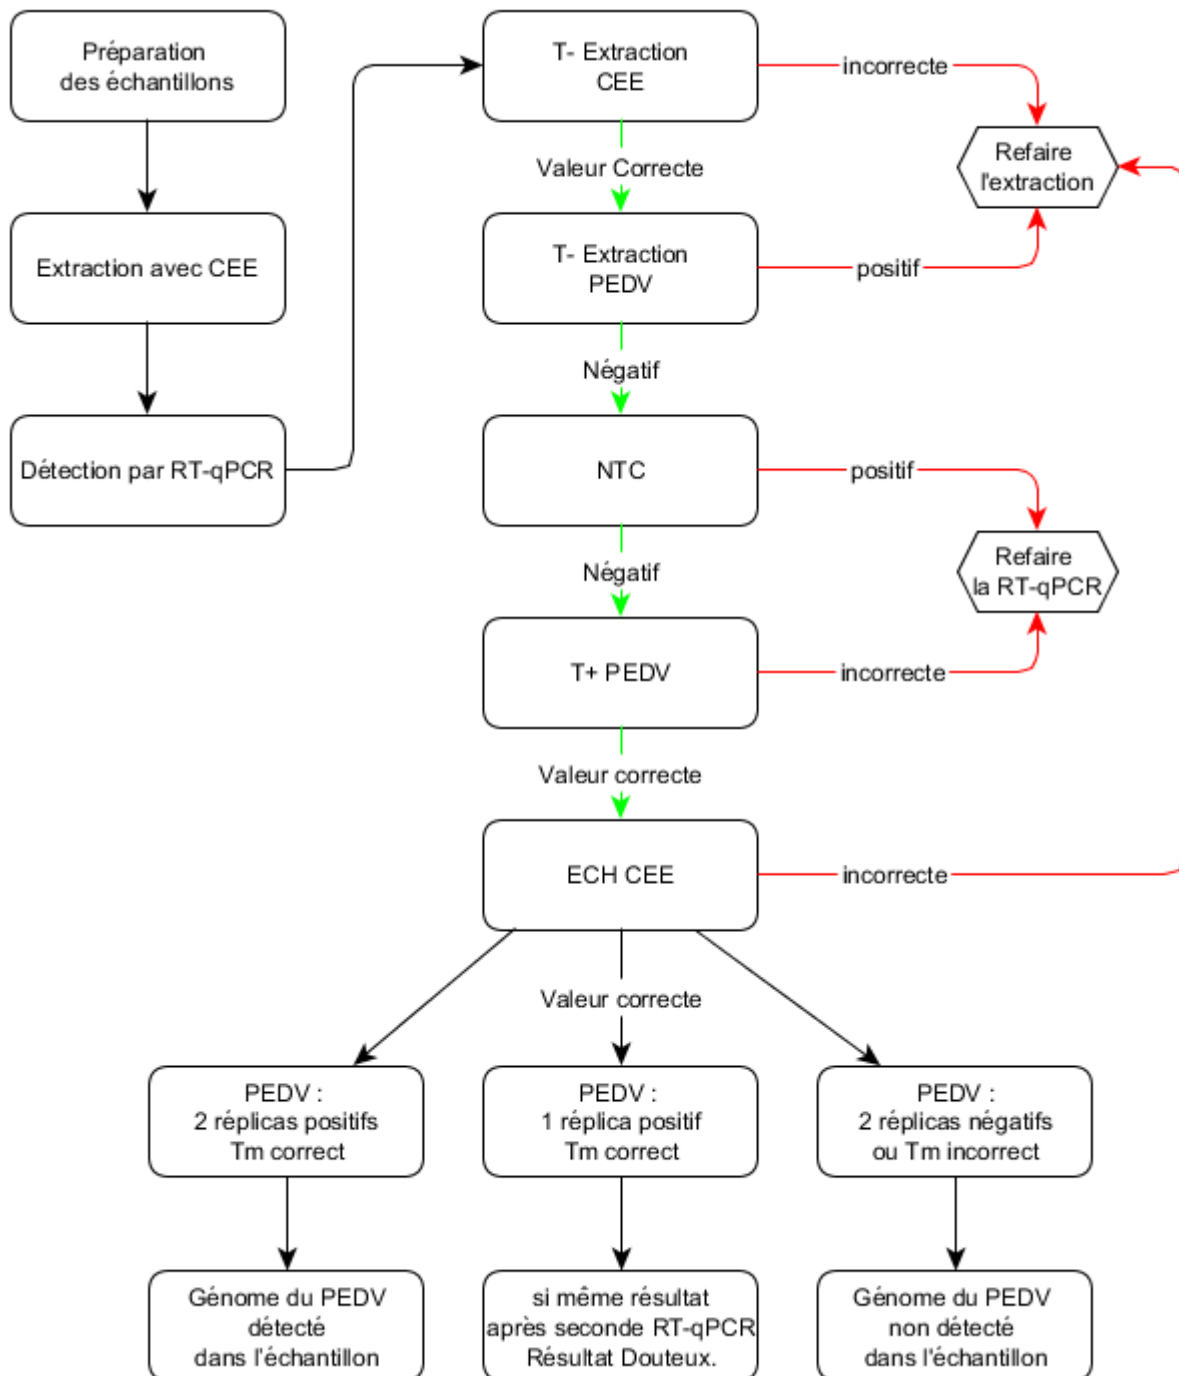 Préparation
des échantillons
Extraction avec CEE
Détection par RT-qPCR
T- Extraction
CEE
incorrecte
Refaire
l'extraction
Valeur Correcte
T- Extraction
PEDV
positif
Négatif
NTC
positif
Refaire
la RT-qPCR
Négatif
T+ PEDV
incorrecte
Valeur correcte
ECH CEE
incorrecte
Valeur correcte
PEDV :
2 réplicas positifs
Tm correct
PEDV :
1 réplica positif
Tm correct
PEDV :
2 réplicas négatifs
ou Tm incorrect
Génome du PEDV
détecté
dans l'échantillon
si même résultat
après seconde RT-qPCR
Résultat Douteux.
Génome du PEDV
non détecté
dans l'échantillon